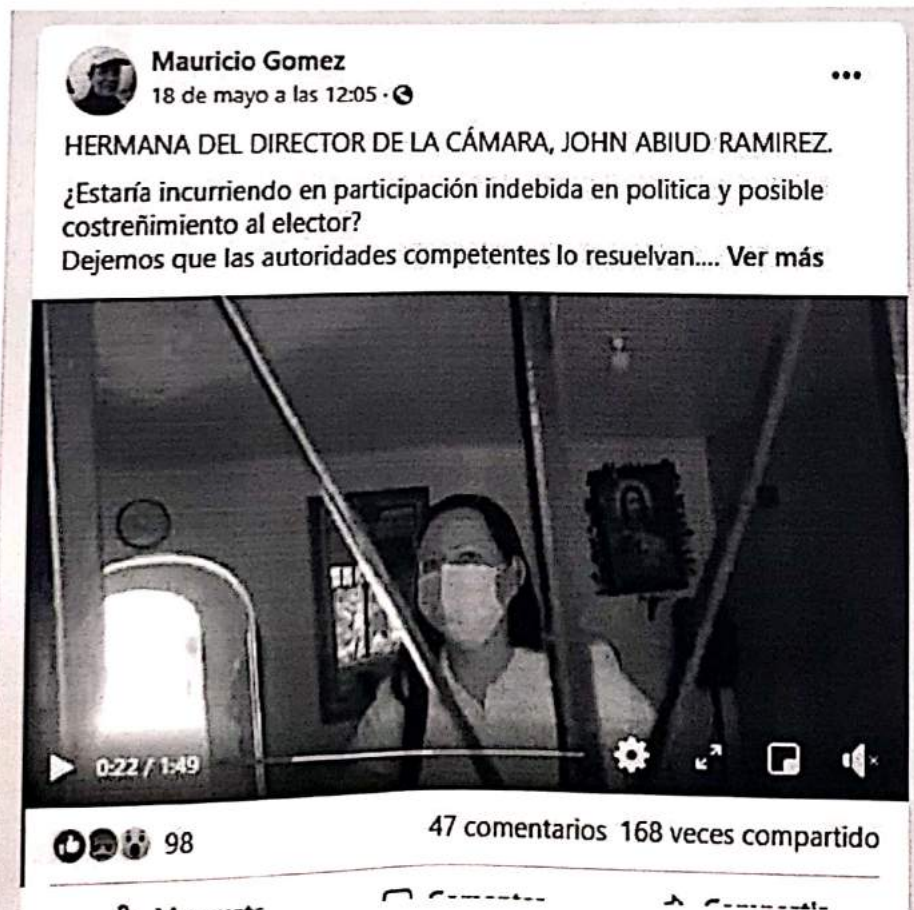 Mauricio Gomez
18 de mayo a las 12:05 ·
HERMANA DEL DIRECTOR DE LA CÁMARA, JOHN ABIUD RAMIREZ.
¿Estaría incurriendo en participación indebida en politica y posible
costreñimiento al elector?
Dejemos que las autoridades competentes lo resuelvan.... Ver más
0:22 / 1:49
98
47 comentarios 168 veces compartido